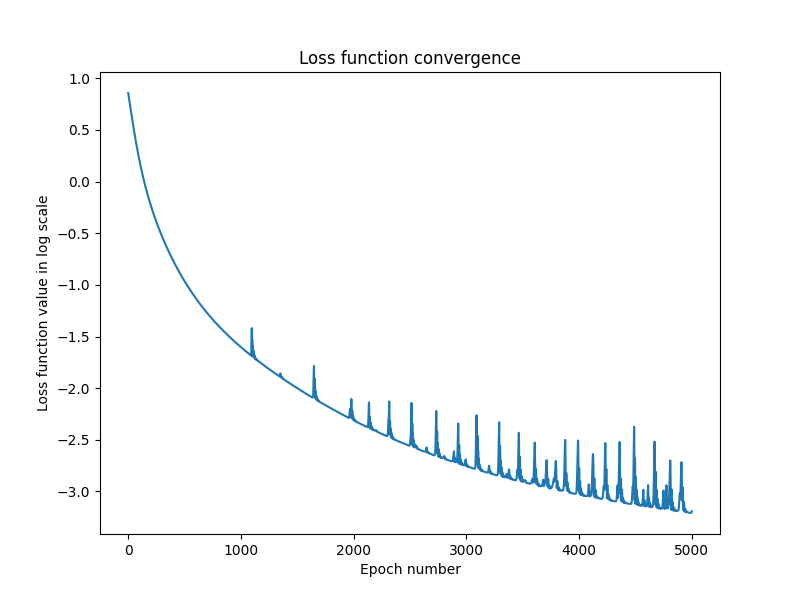 Loss function convergence
Loss function value in log scale
1.0
0.5
0.0
−0.5
−1.0
−1.5
−2.0
−2.5
−3.0
0 1000 2000 3000 4000 5000
Epoch number